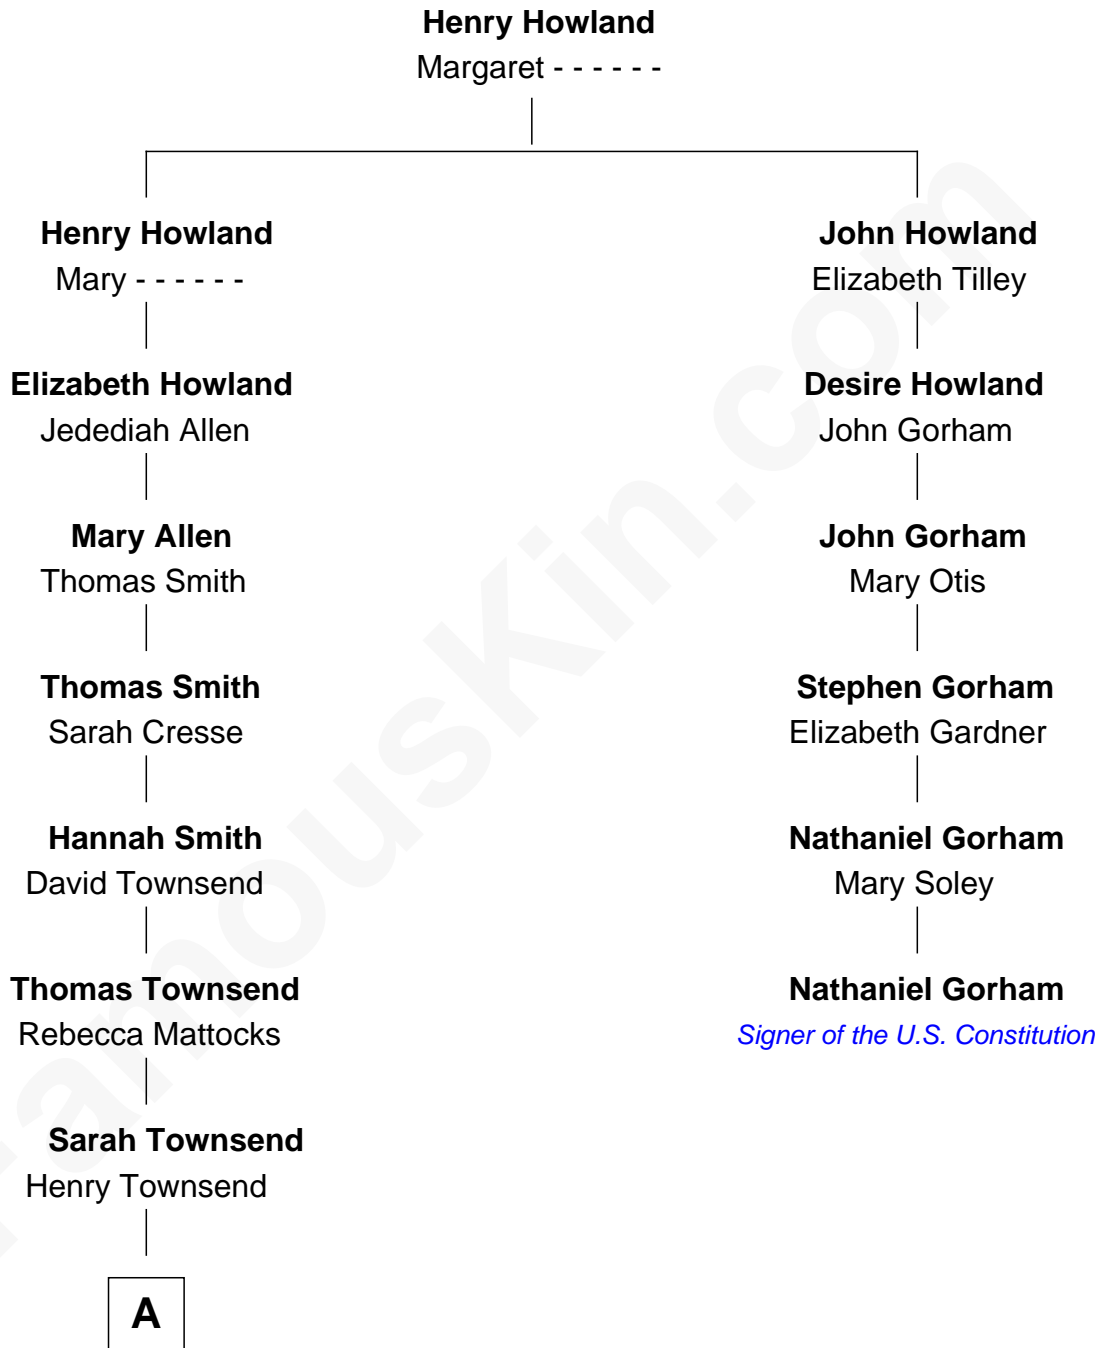 Henry Howland
Margaret - - - - - -
Henry Howland
Mary - - - - - -
John Howland
Elizabeth Tilley
Elizabeth Howland
Jedediah Allen
Desire Howland
John Gorham
Mary Allen
Thomas Smith
John Gorham
Mary Otis
Thomas Smith
Sarah Cresse
Stephen Gorham
Elizabeth Gardner
Hannah Smith
David Townsend
Nathaniel Gorham
Mary Soley
Thomas Townsend
Rebecca Mattocks
Nathaniel Gorham
Signer of the U.S. Constitution
Sarah Townsend
Henry Townsend
A
FamousKin.com